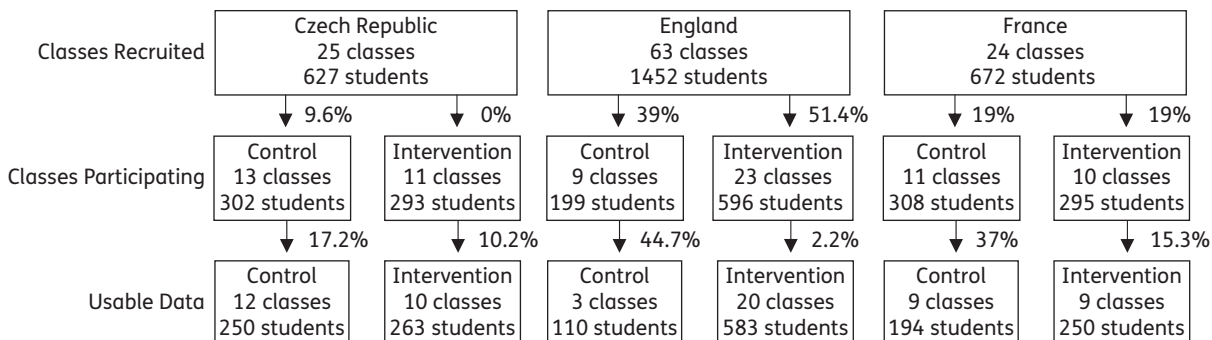 Classes Recruited
Czech Republic
25 classes
627 students
England
63 classes
1452 students
France
24 classes
672 students
9.6%
0%
39%
51.4%
19%
19%
Classes Participating
Control
13 classes
302 students
Intervention
11 classes
293 students
Control
9 classes
199 students
Intervention
23 classes
596 students
Control
11 classes
308 students
Intervention
10 classes
295 students
17.2%
10.2%
44.7%
2.2%
37%
15.3%
Usable Data
Control
12 classes
250 students
Intervention
10 classes
263 students
Control
3 classes
110 students
Intervention
20 classes
583 students
Control
9 classes
194 students
Intervention
9 classes
250 students